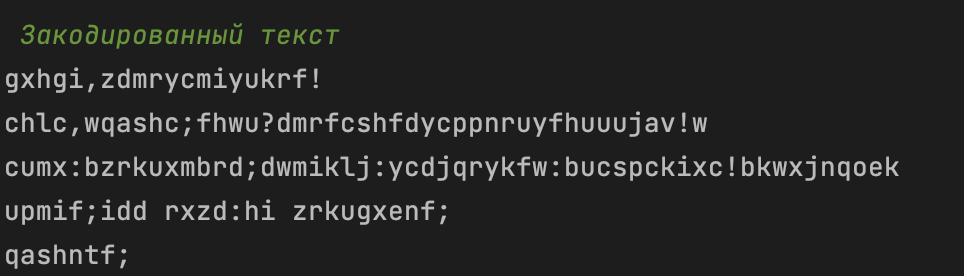 Закодированный текст
gxhgi,zdmrycmiyukrf!
chlc,wqashc;fhwu?dmrfcshfdycppnruyfhuuujav!w
cumx:bzrkuxmbrd;dwmiklj:ycdjqrykfw:bucspckixc!bkwxjnqoek
upmif;idd rxzd:hi zrkugxenf;
qashntf;